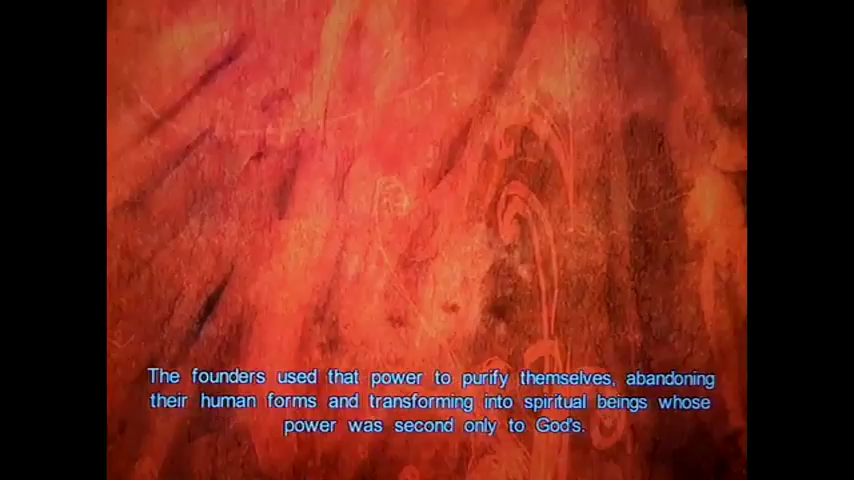 The founders used that power to purify themselves, abandoning
their human forms and transforming into spiritual beings whose
power was second only to God's.